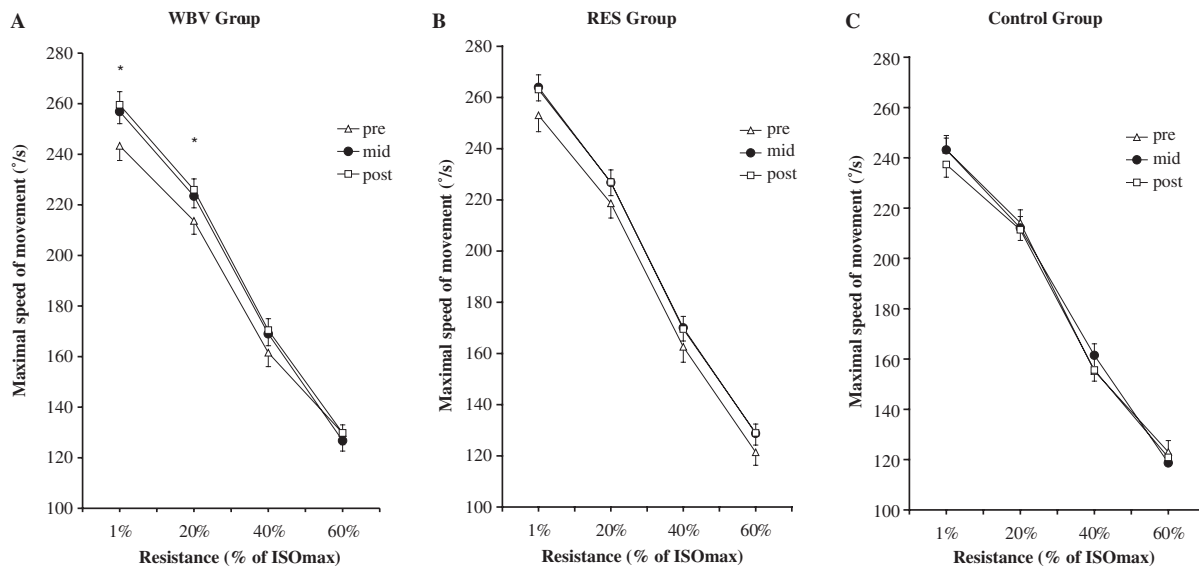 A WBV Group
Maximal speed of movement (°/s)
280
260
240
220
200
180
160
140
120
100
*
*
pre
mid
post
1% 20% 40% 60%
Resistance (% of ISOmax)
B RES Group
Maximal speed of movement (°/s)
280
260
240
220
200
180
160
140
120
100
pre
mid
post
1% 20% 40% 60%
Resistance (% of ISOmax)
C Control Group
Maximal speed of movement (°/s)
280
260
240
220
200
180
160
140
120
100
pre
mid
post
1% 20% 40% 60%
Resistance (% of ISOmax)